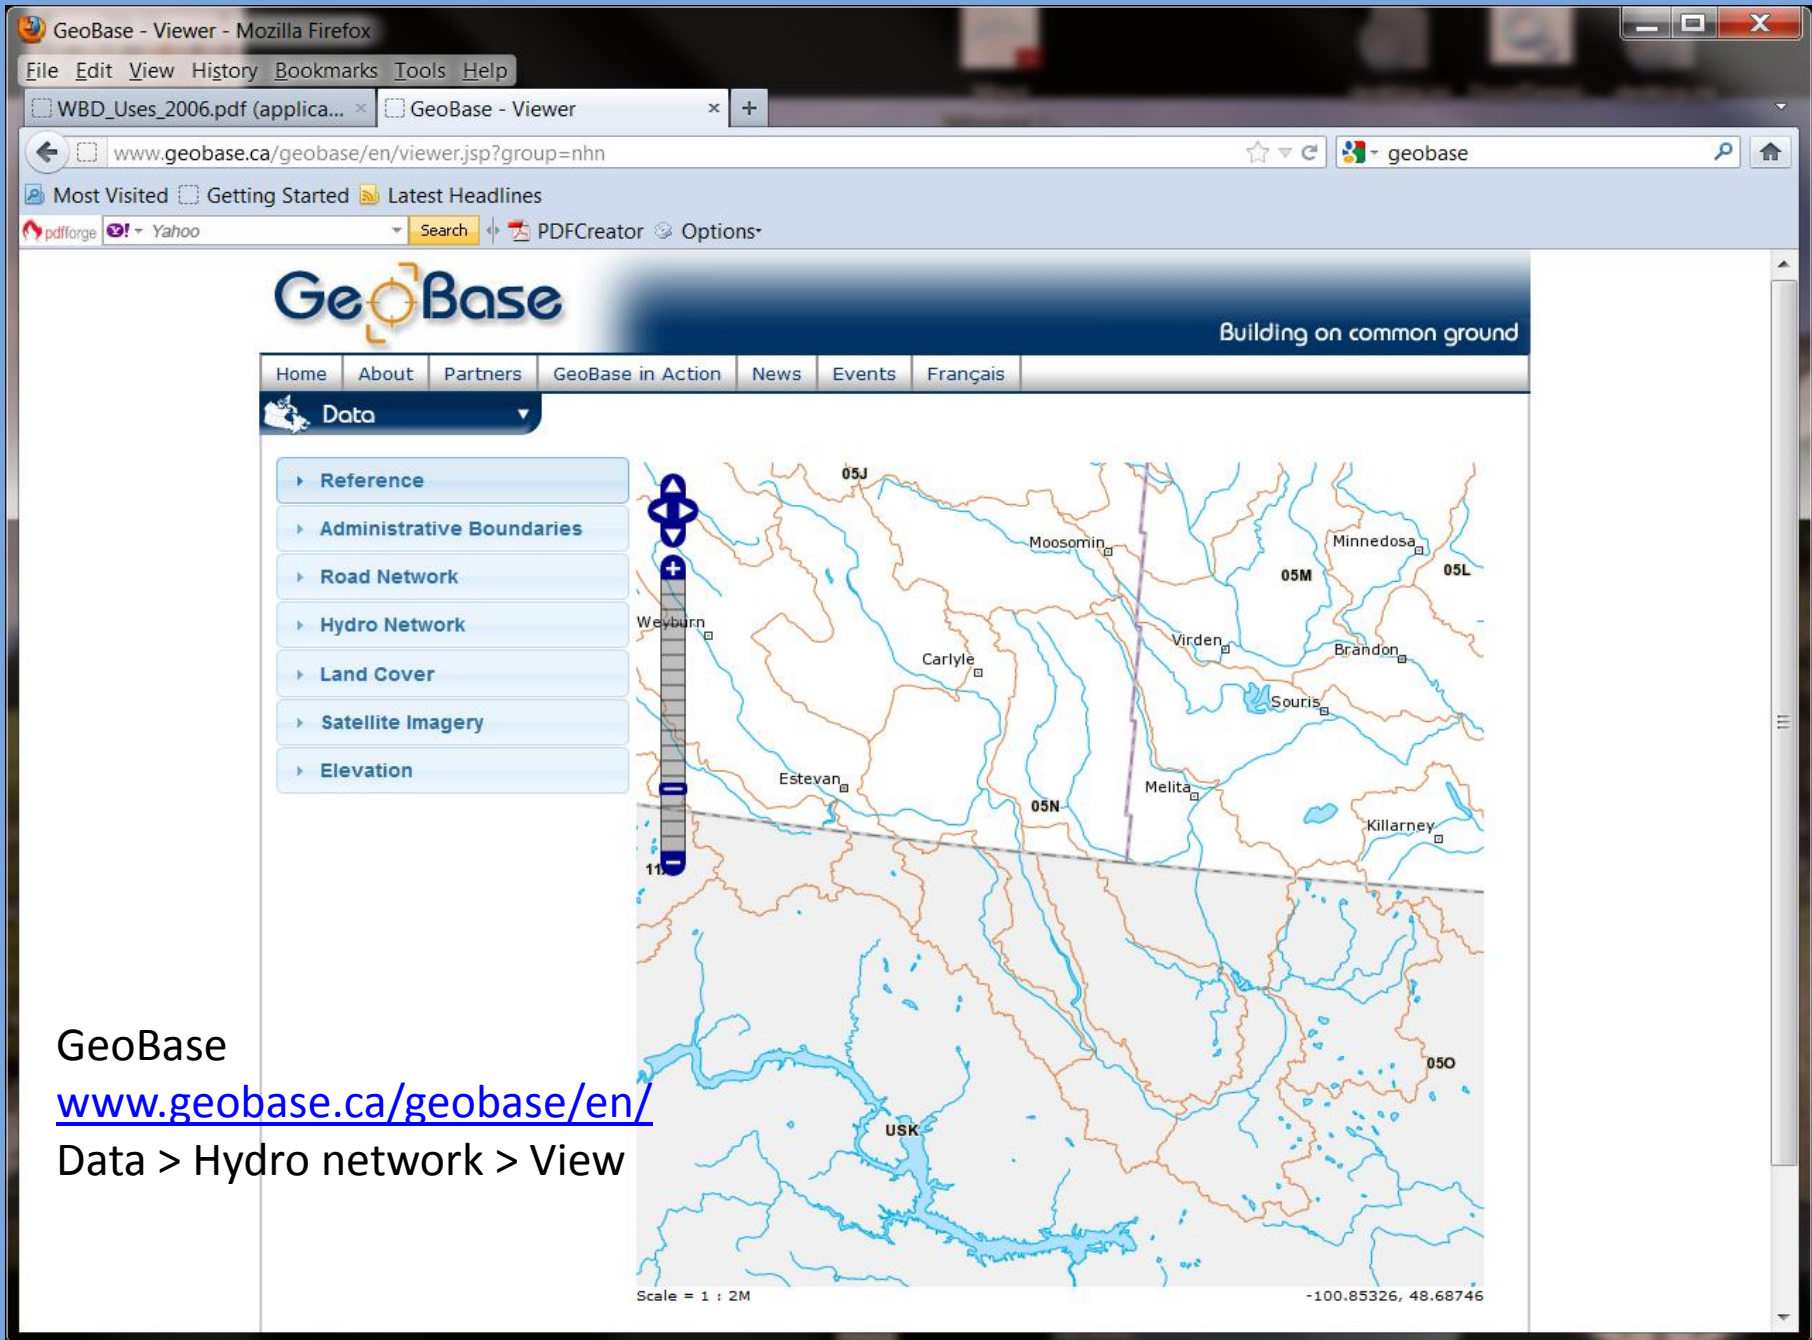 GeoBase - Viewer - Mozilla Firefox
File Edit View History Bookmarks Tools Help
WBD_Uses_2006.pdf (applica... GeoBase - Viewer
www.geobase.ca/geobase/en/viewer.jsp?group=nhn geobase
Most Visited Getting Started Latest Headlines
pdfforge Yahoo Search PDFCreator Options
GeoBase
Building on common ground
Home About Partners GeoBase in Action News Events Français
Data
Reference
Administrative Boundaries
Road Network
Hydro Network
Land Cover
Satellite Imagery
Elevation
05J
Moosomin
Minnedosa
05M
05L
Weyburn
Virden
Brandon
Carlyle
Souris
Estevan
Melita
05N
Killarney
05O
USK
Scale = 1 : 2M
-100.85326, 48.68746
GeoBase
www.geobase.ca/geobase/en/
Data > Hydro network > View